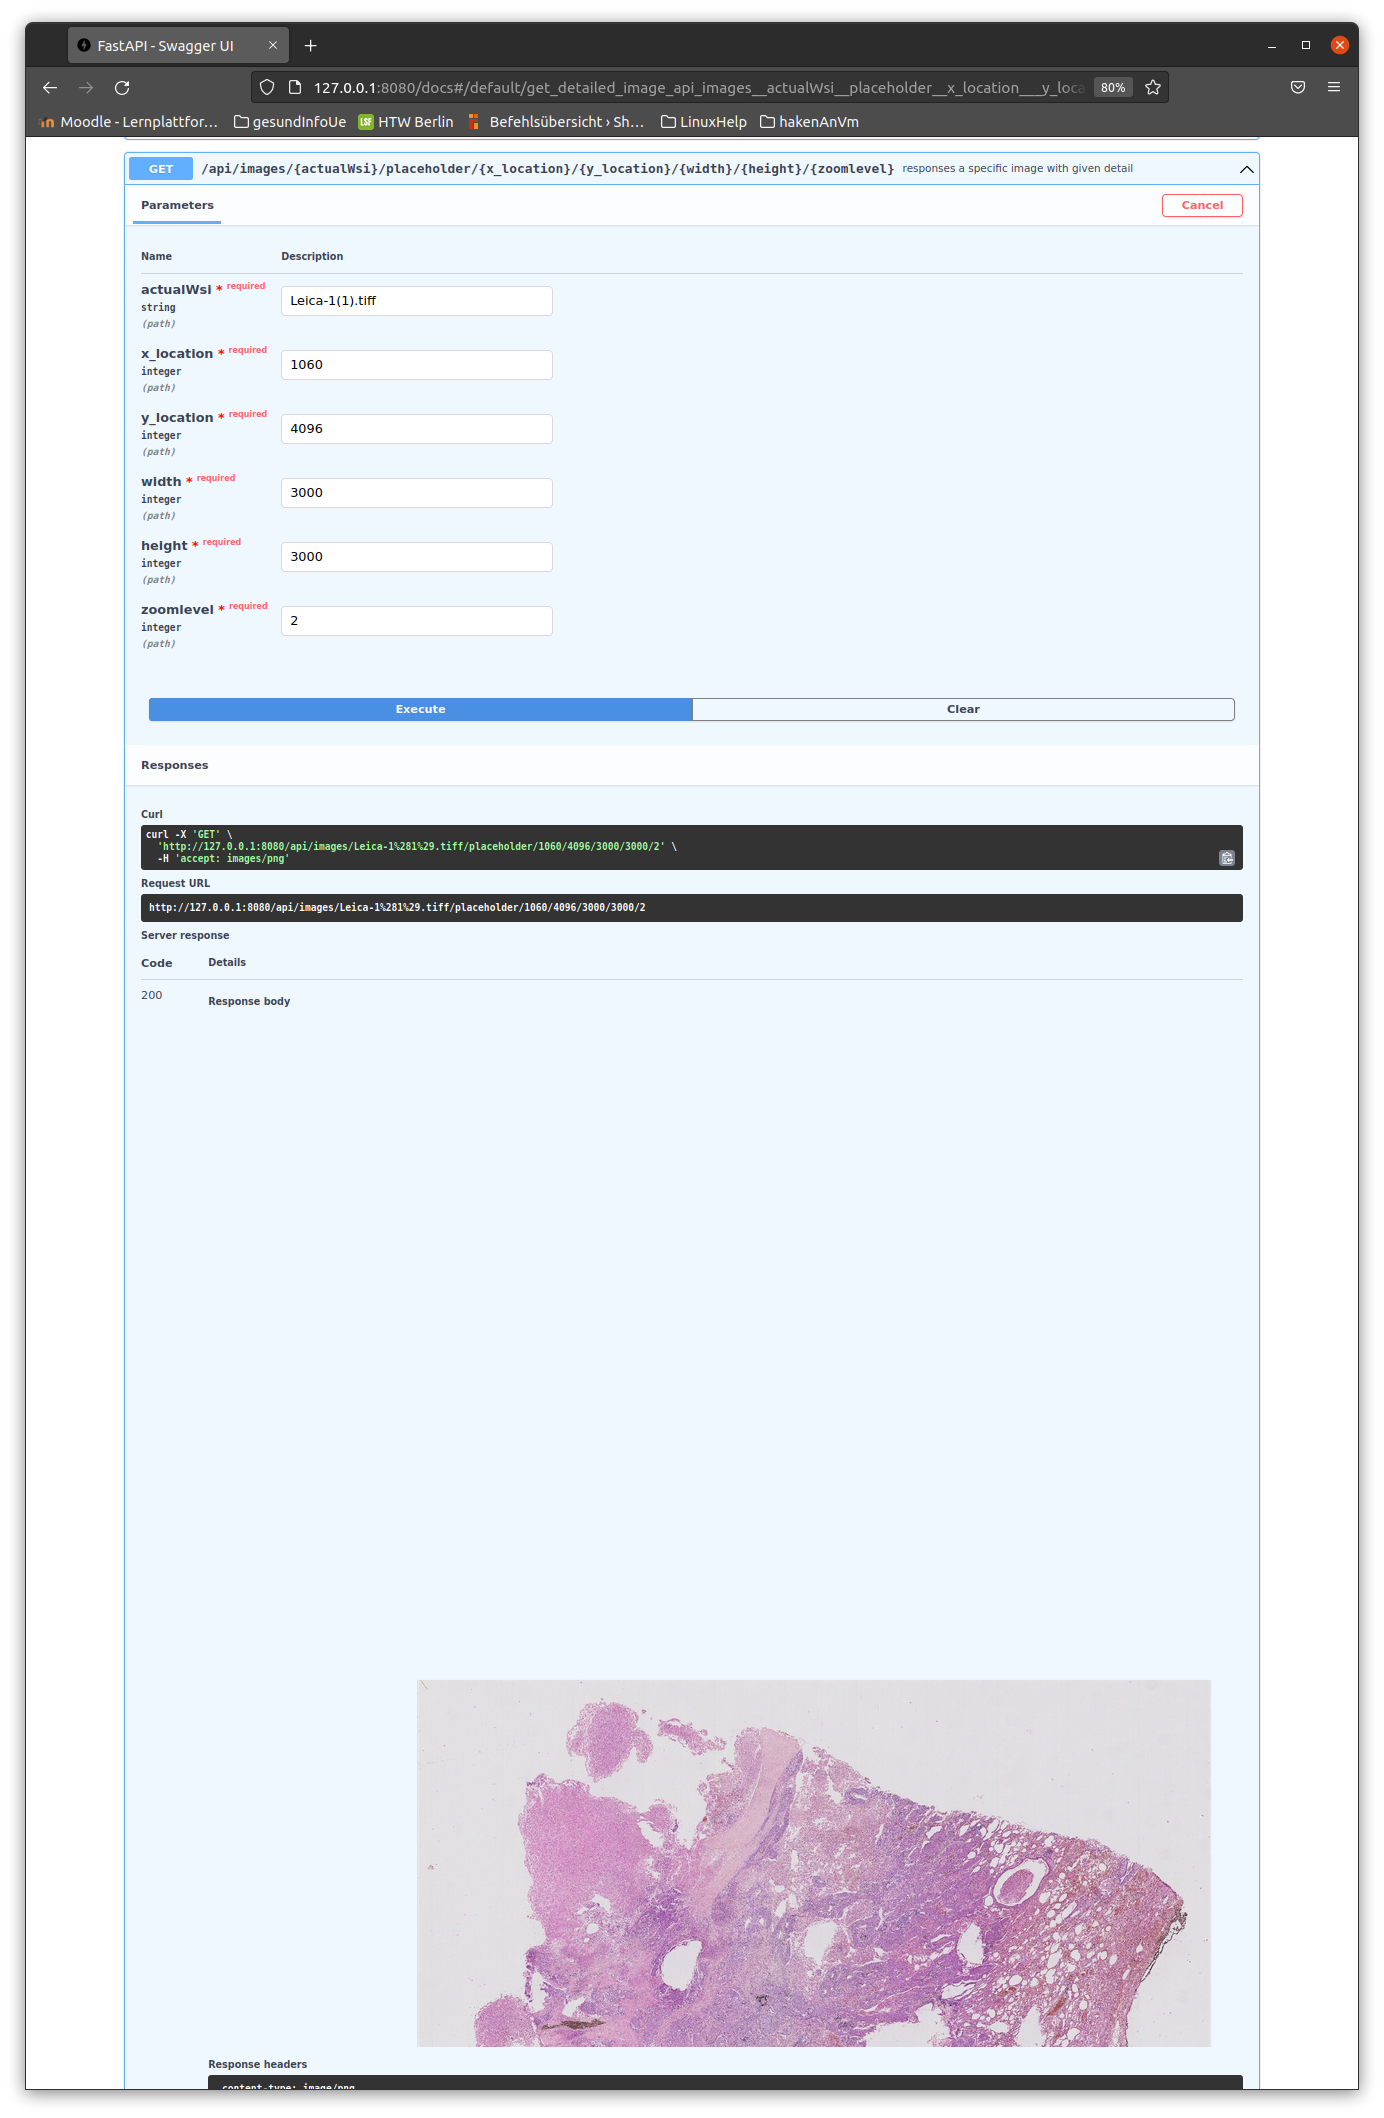 FastAPI - Swagger UI
127.0.0.1:8080/docs#/default/get_detailed_image_api_images__actualWsi__placeholder__x_location___y_loca
80%
Moodle - Lernplattfor… gesundInfoUe LSF HTW Berlin Befehlsübersicht › Sh… LinuxHelp hakenAnVm
GET /api/images/{actualWsi}/placeholder/{x_location}/{y_location}/{width}/{height}/{zoomlevel} responses a specific image with given detail
Parameters
Cancel
Name Description
actualWsi * required
string
(path)
Leica-1(1).tiff
x_location * required
integer
(path)
1060
y_location * required
integer
(path)
4096
width * required
integer
(path)
3000
height * required
integer
(path)
3000
zoomlevel * required
integer
(path)
2
Execute Clear
Responses
Curl
curl -X 'GET' \
'http://127.0.0.1:8080/api/images/Leica-1%281%29.tiff/placeholder/1060/4096/3000/3000/2' \
-H 'accept: images/png'
Request URL
http://127.0.0.1:8080/api/images/Leica-1%281%29.tiff/placeholder/1060/4096/3000/3000/2
Server response
Code Details
200 Response body
Response headers
content-type: image/png